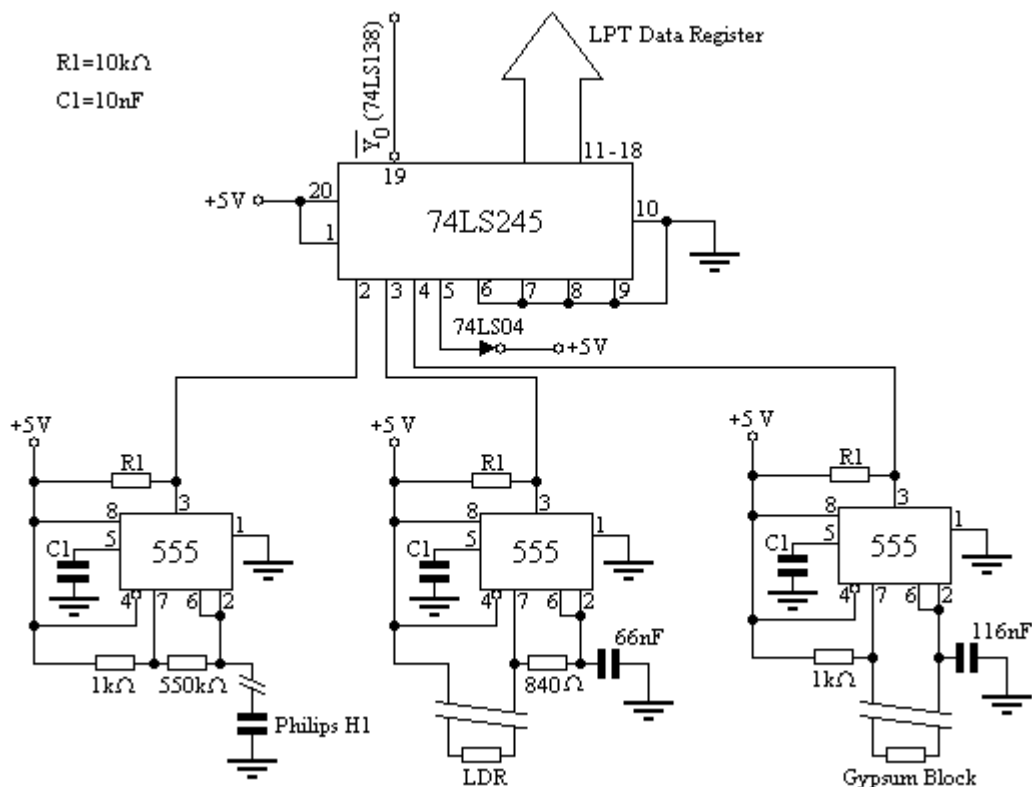 LPT Data Register
R1=10kΩ
C1=10nF
Y0 (74LS138)
11-18
19
20
+5V
1
74LS245
10
2 3 4 5 6 7 8 9
74LS04
+5V
+5 V
R1
3
8
5
C1
555
1
4 7 6 2
1kΩ 550kΩ
Philips H1
+5 V
R1
3
8
5
C1
555
1
4 7 6 2
66nF
840Ω
LDR
+5 V
R1
3
8
5
C1
555
1
4 7 6 2
116nF
1kΩ
Gypsum Block